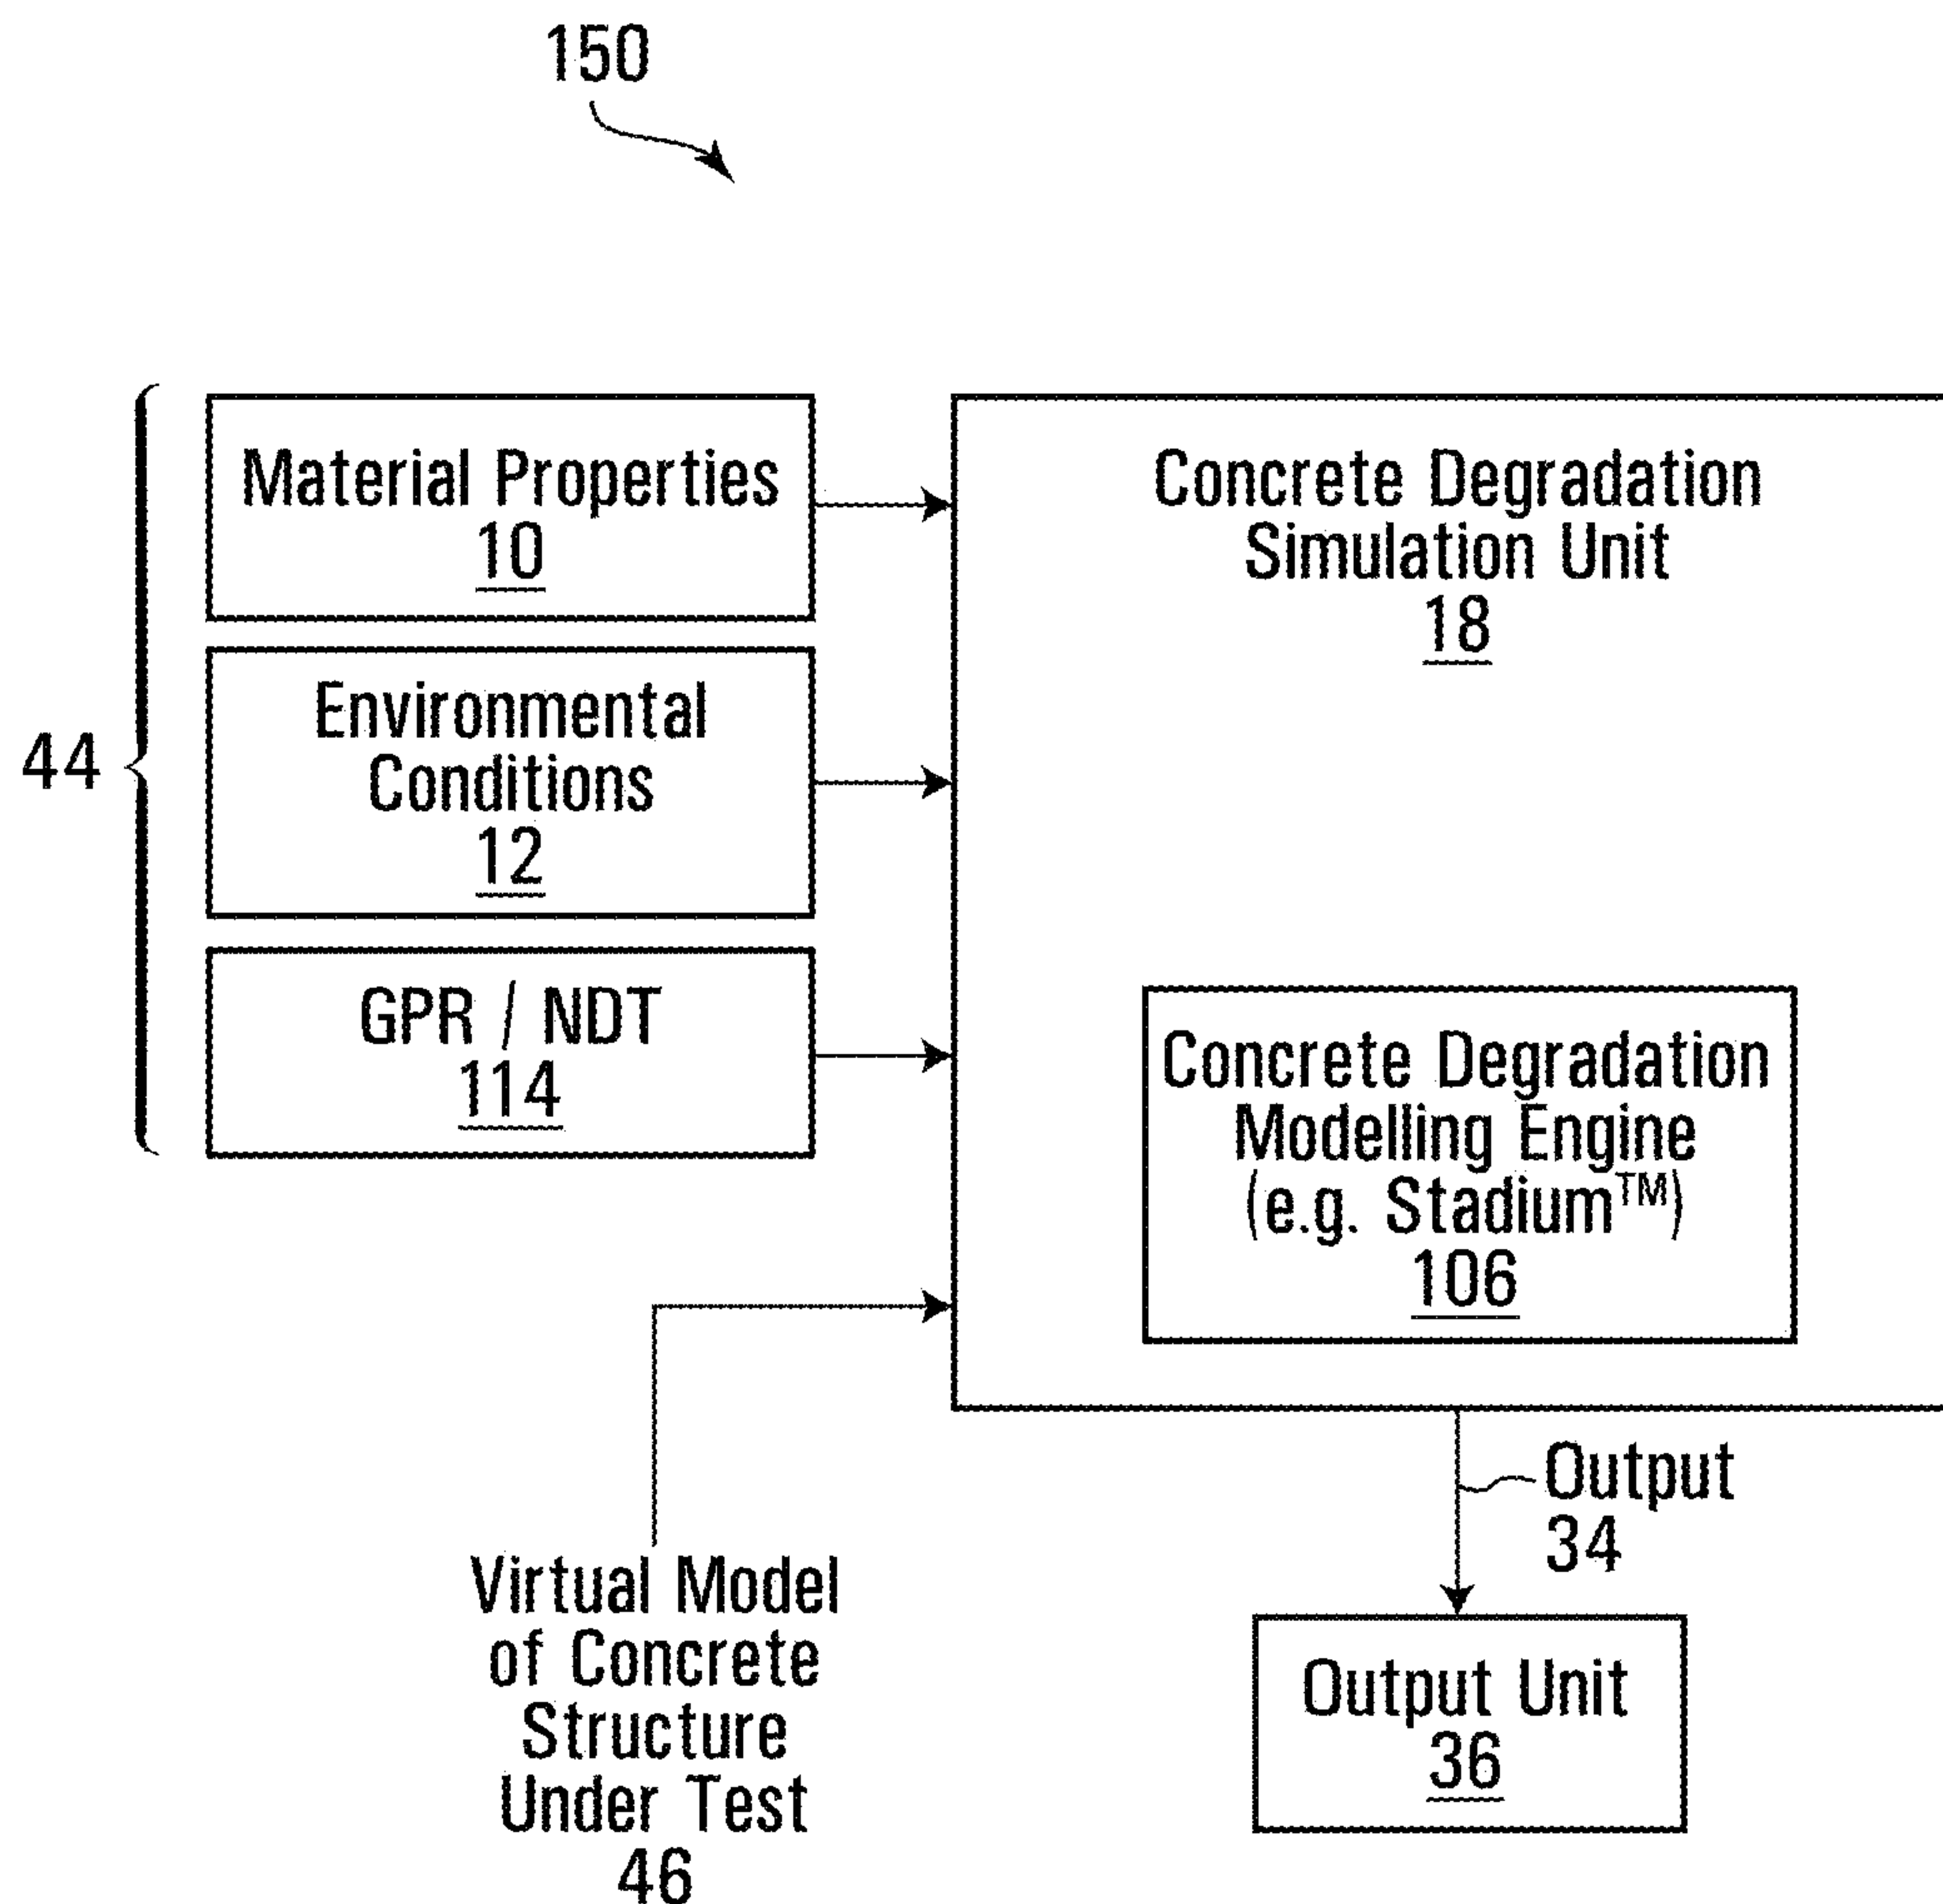 150
44
Material Properties
10
Environmental
Conditions
12
GPR / NDT
114
Concrete Degradation
Simulation Unit
18
Concrete Degradation
Modelling Engine
(e.g. Stadium™)
106
Virtual Model
of Concrete
Structure
Under Test
46
Output
34
Output Unit
36